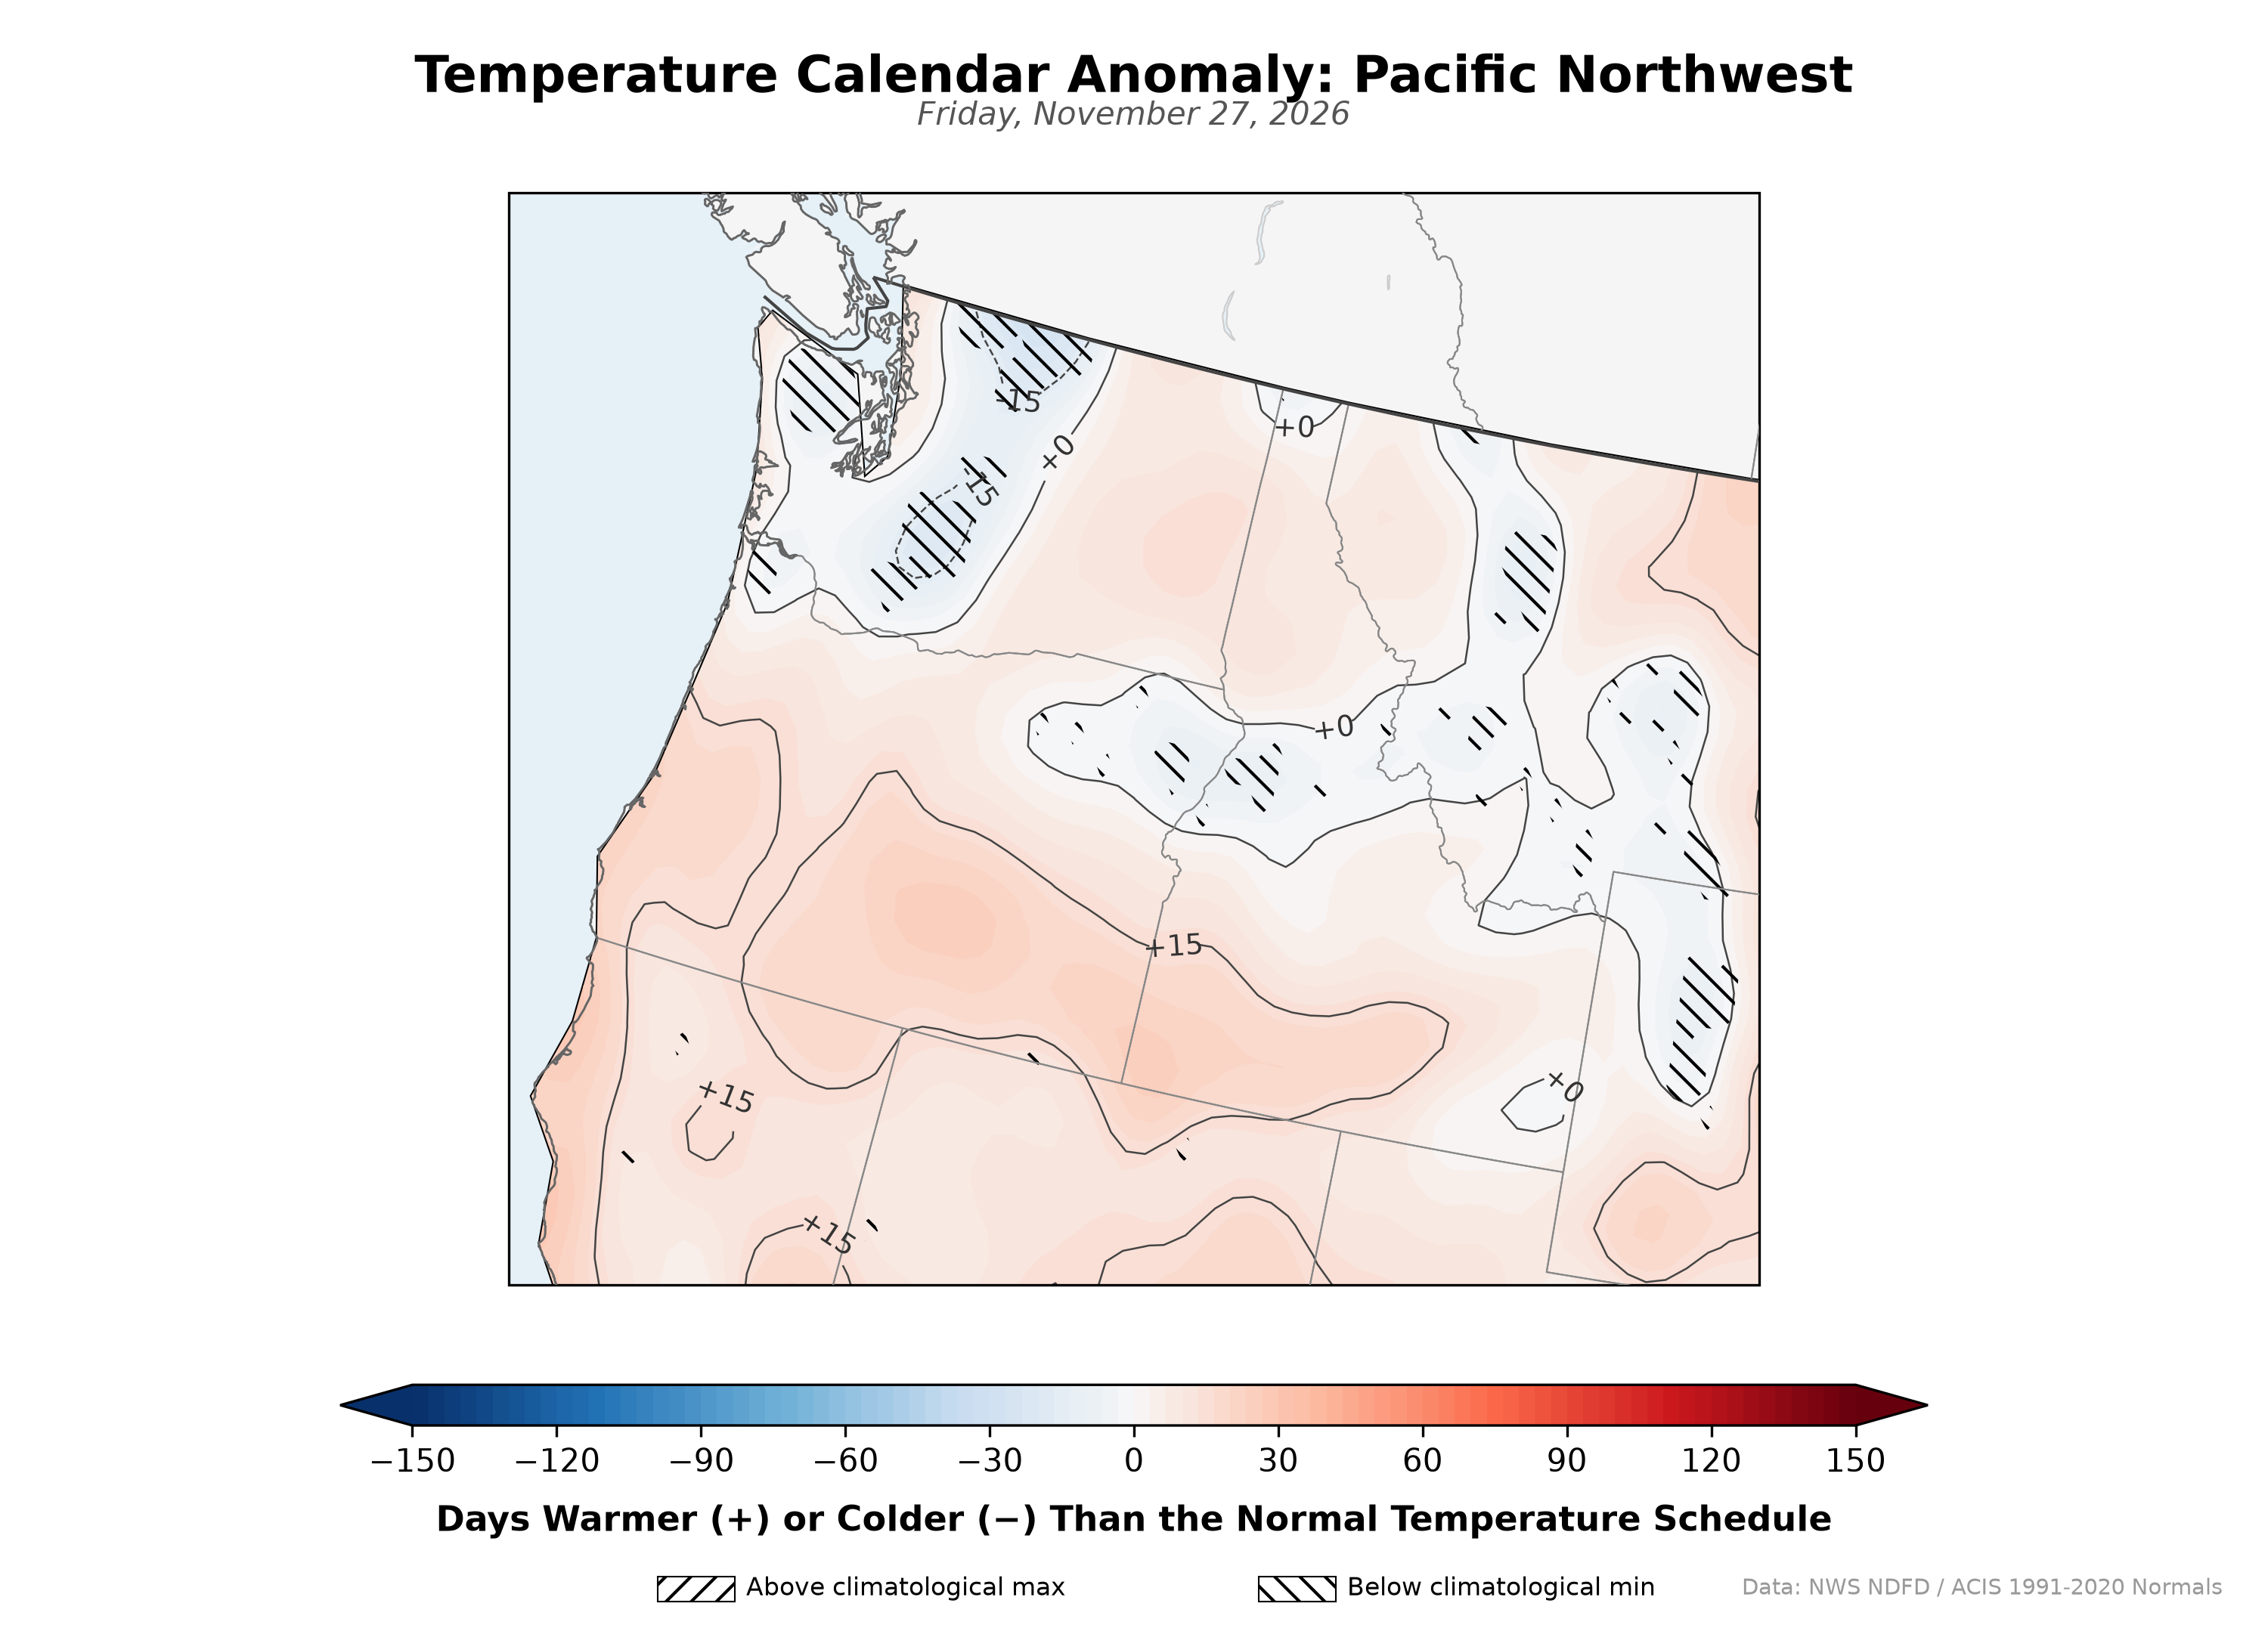 Temperature Calendar Anomaly: Pacific Northwest
Friday, November 27, 2026
-15
+0
+0
-15
+0
+15
+0
+15
+15
−150 −120 −90 −60 −30 0 30 60 90 120 150
Days Warmer (+) or Colder (−) Than the Normal Temperature Schedule
Above climatological max
Below climatological min
Data: NWS NDFD / ACIS 1991-2020 Normals